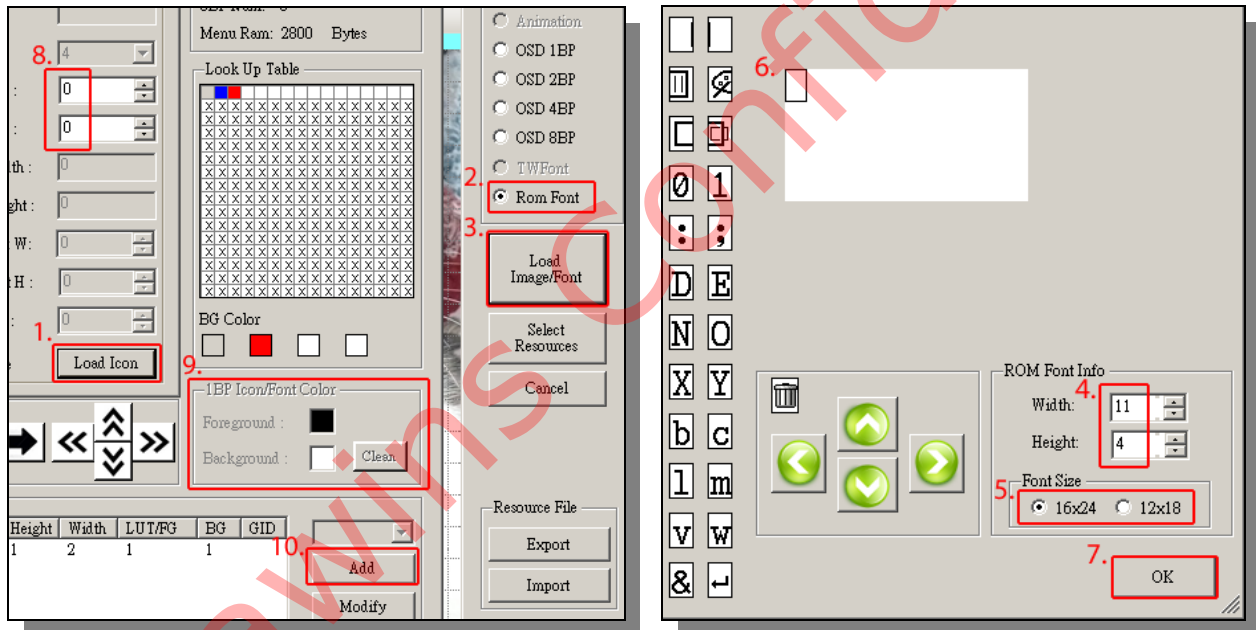 Menu Ram: 2800 Bytes
Look Up Table
8.
4
:
0
:
0
lth :
0
ght :
0
W:
0
H :
0
:
0
BG Color
1.
Load Icon
9.
1BP Icon/Font Color
Foreground :
Background :
Clean
Height Width LUT/FG BG GID
1 2 1 1
10.
Add
Modify
Animation
OSD 1BP
OSD 2BP
OSD 4BP
OSD 8BP
TWFont
2.
Rom Font
3.
Load
Image/Font
Select
Resources
Cancel
Resource File
Export
Import
6.
0 1
: ;
D E
N O
X Y
b c
l m
v w
& ↵
ROM Font Info
4.
Width: 11
Height: 4
Font Size
5.
16x24 12x18
7.
OK